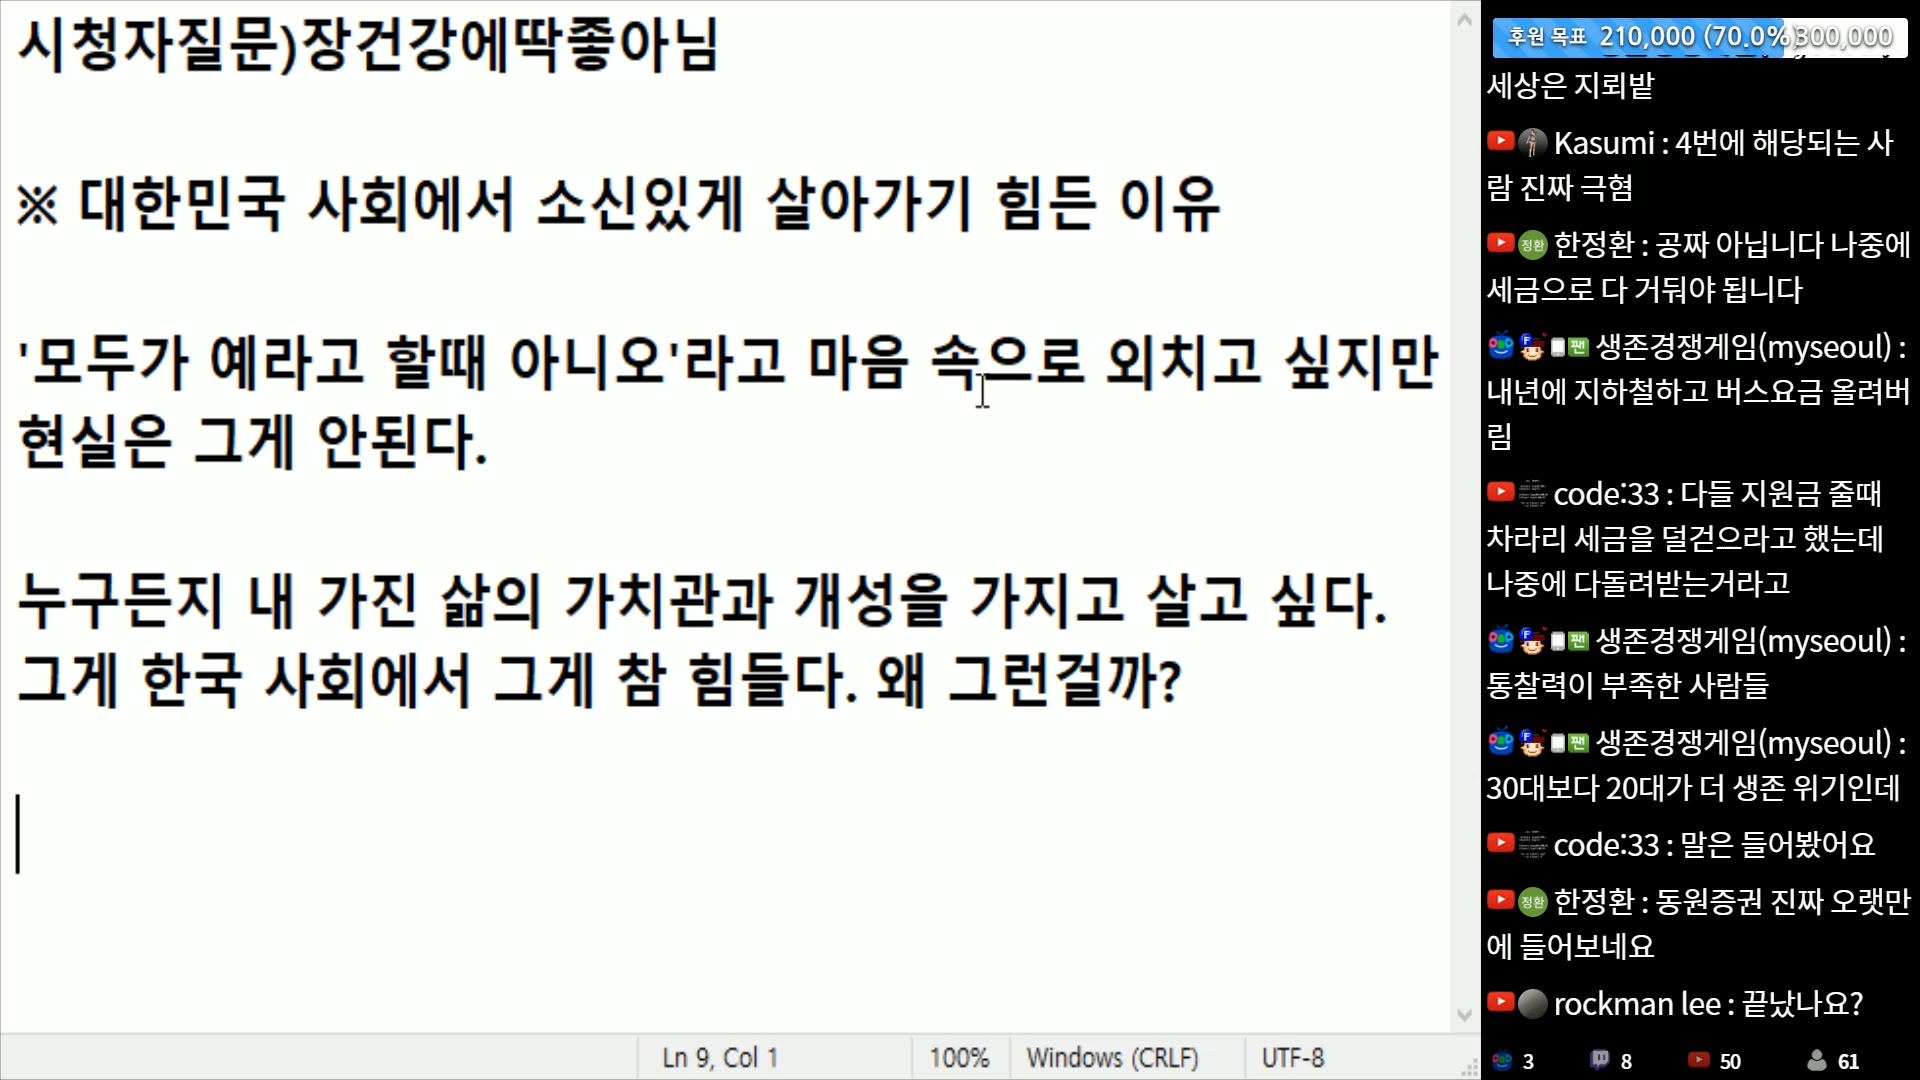 시청자질문)장건강에딱좋아님
※ 대한민국 사회에서 소신있게 살아가기 힘든 이유
'모두가 예라고 할때 아니오'라고 마음 속으로 외치고 싶지만
현실은 그게 안된다.
누구든지 내 가진 삶의 가치관과 개성을 가지고 살고 싶다.
그게 한국 사회에서 그게 참 힘들다. 왜 그런걸까?
Ln 9, Col 1
100%
Windows (CRLF)
UTF-8
후원 목표 210,000 (70.0%) 300,000
세상은 지뢰밭
Kasumi : 4번에 해당되는 사
람 진짜 극혐
정환 한정환 : 공짜 아닙니다 나중에
세금으로 다 거둬야 됩니다
팬 생존경쟁게임(myseoul) :
내년에 지하철하고 버스요금 올려버
림
code:33 : 다들 지원금 줄때
차라리 세금을 덜걷으라고 했는데
나중에 다돌려받는거라고
팬 생존경쟁게임(myseoul) :
통찰력이 부족한 사람들
팬 생존경쟁게임(myseoul) :
30대보다 20대가 더 생존 위기인데
code:33 : 말은 들어봤어요
정환 한정환 : 동원증권 진짜 오랫만
에 들어보네요
rockman lee : 끝났나요?
3 8 50 61